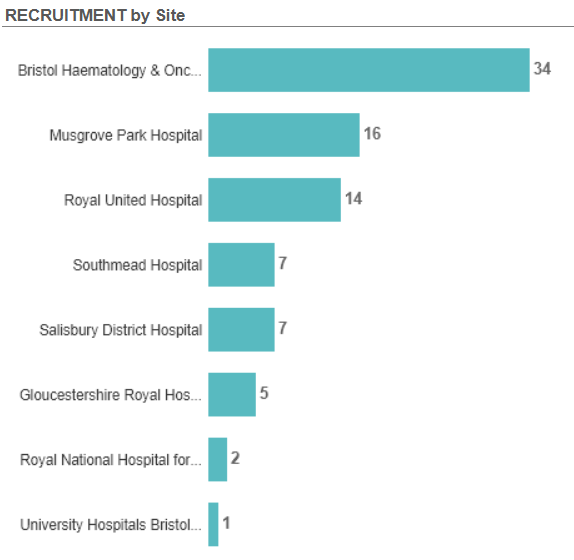 RECRUITMENT by Site
Bristol Haematology & Onc... 34
Musgrove Park Hospital 16
Royal United Hospital 14
Southmead Hospital 7
Salisbury District Hospital 7
Gloucestershire Royal Hos... 5
Royal National Hospital for... 2
University Hospitals Bristol... 1